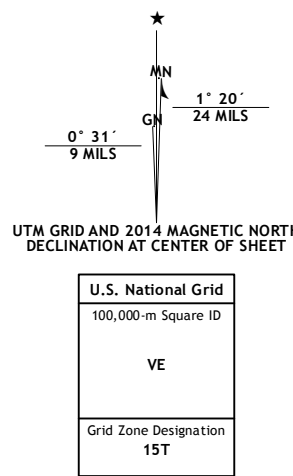 ★
MN
1° 20´
24 MILS
GN
0° 31´
9 MILS
UTM GRID AND 2014 MAGNETIC NORTH
DECLINATION AT CENTER OF SHEET
U.S. National Grid
100,000-m Square ID
VE
Grid Zone Designation
15T